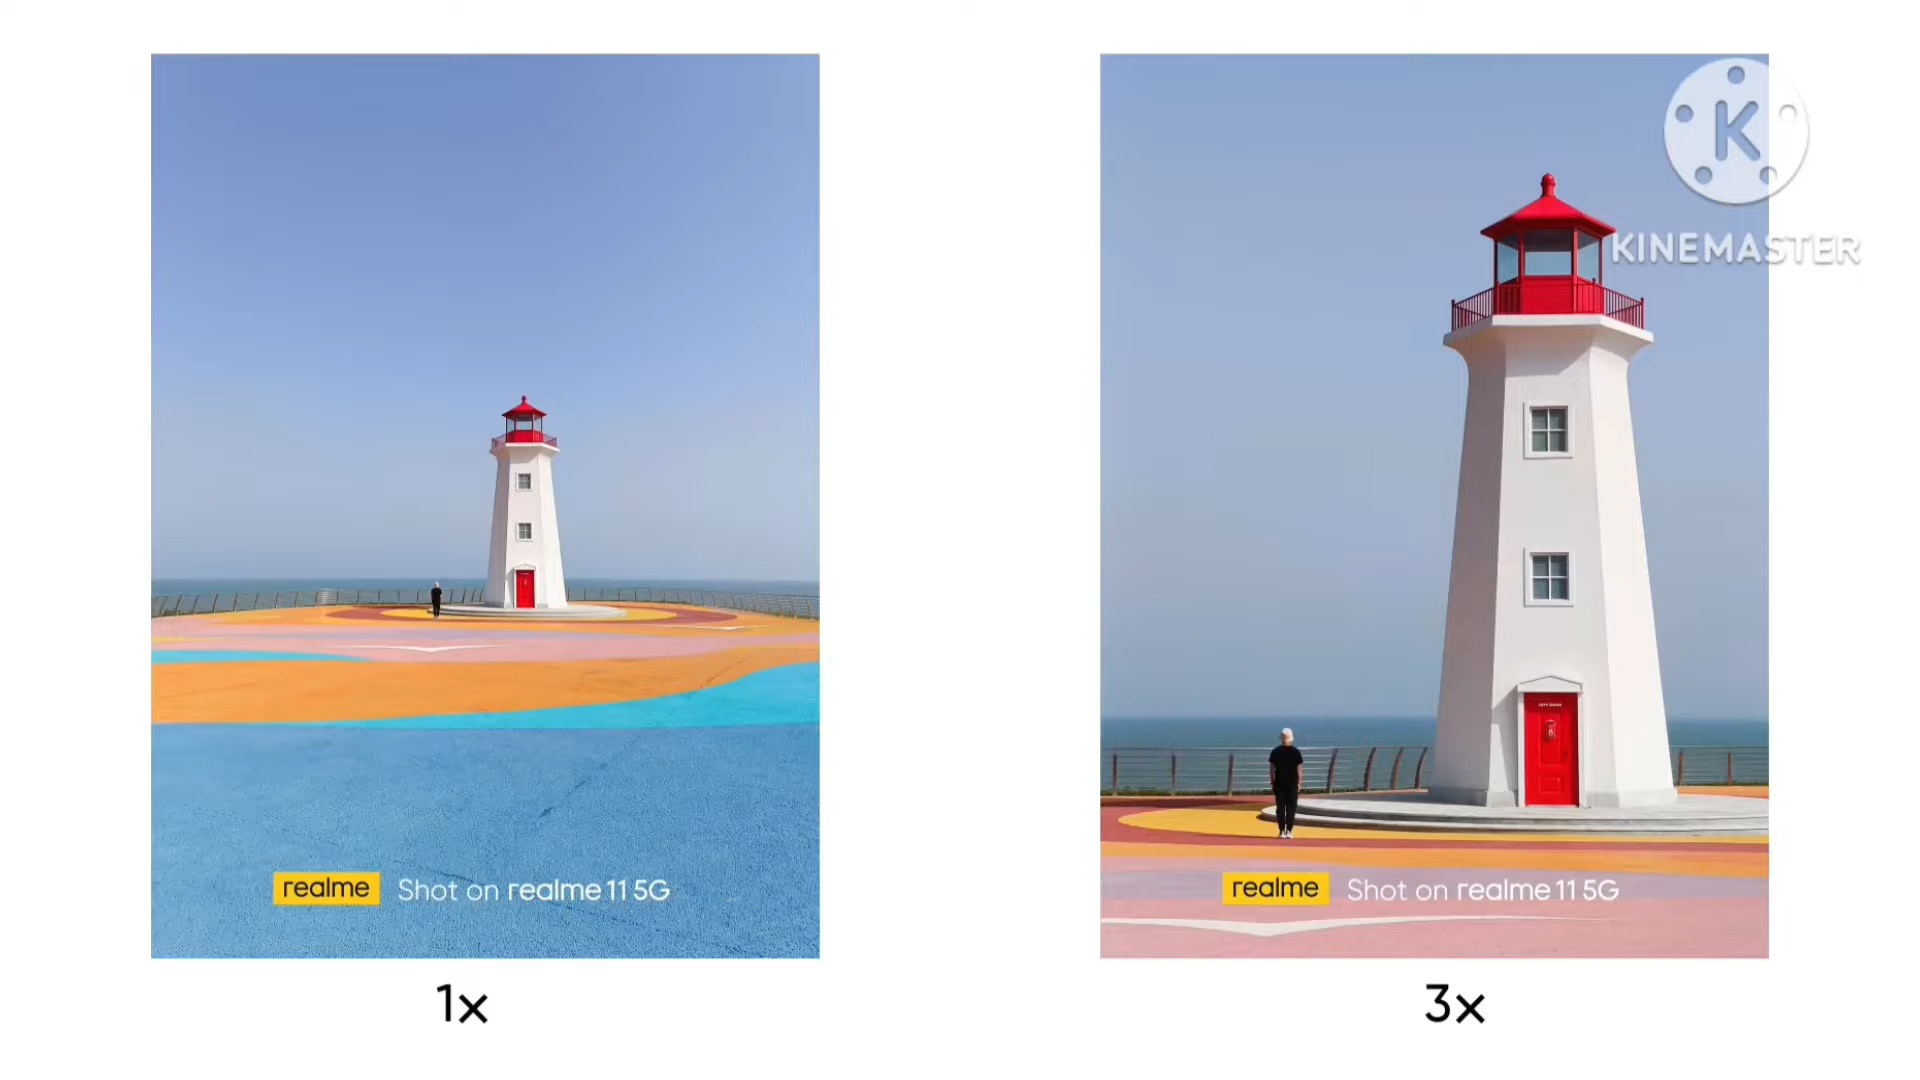 K
KINEMASTER
realme Shot on realme 11 5G
realme Shot on realme 11 5G
1x
3x